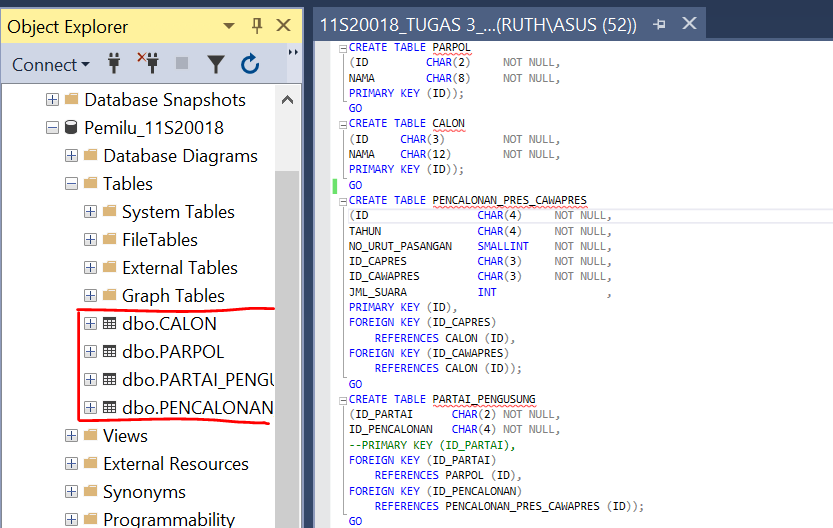 Object Explorer
Connect
Database Snapshots
Pemilu_11S20018
Database Diagrams
Tables
System Tables
FileTables
External Tables
Graph Tables
dbo.CALON
dbo.PARPOL
dbo.PARTAI_PENGU
dbo.PENCALONAN
Views
External Resources
Synonyms
Programmability
11S20018_TUGAS 3_...(RUTH\ASUS (52))
CREATE TABLE PARPOL
(ID CHAR(2) NOT NULL,
NAMA CHAR(8) NOT NULL,
PRIMARY KEY (ID));
GO
CREATE TABLE CALON
(ID CHAR(3) NOT NULL,
NAMA CHAR(12) NOT NULL,
PRIMARY KEY (ID));
GO
CREATE TABLE PENCALONAN_PRES_CAWAPRES
(ID CHAR(4) NOT NULL,
TAHUN CHAR(4) NOT NULL,
NO_URUT_PASANGAN SMALLINT NOT NULL,
ID_CAPRES CHAR(3) NOT NULL,
ID_CAWAPRES CHAR(3) NOT NULL,
JML_SUARA INT ,
PRIMARY KEY (ID),
FOREIGN KEY (ID_CAPRES)
REFERENCES CALON (ID),
FOREIGN KEY (ID_CAWAPRES)
REFERENCES CALON (ID));
GO
CREATE TABLE PARTAI_PENGUSUNG
(ID_PARTAI CHAR(2) NOT NULL,
ID_PENCALONAN CHAR(4) NOT NULL,
--PRIMARY KEY (ID_PARTAI),
FOREIGN KEY (ID_PARTAI)
REFERENCES PARPOL (ID),
FOREIGN KEY (ID_PENCALONAN)
REFERENCES PENCALONAN_PRES_CAWAPRES (ID));
GO